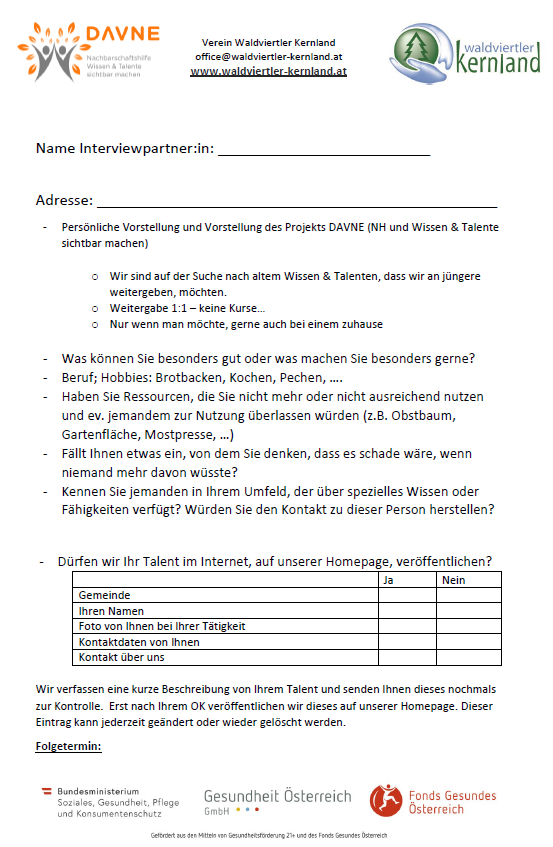 DAVNE
Nachbarschaftshilfe
Wissen & Talente
sichtbar machen
Verein Waldviertler Kernland
office@waldviertler-kernland.at
www.waldviertler-kernland.at
waldviertler
kernland
Name Interviewpartner:in: ___________________________
Adresse: ___________________________________________________
- Persönliche Vorstellung und Vorstellung des Projekts DAVNE (NH und Wissen & Talente
sichtbar machen)
o Wir sind auf der Suche nach altem Wissen & Talenten, dass wir an jüngere
weitergeben, möchten.
o Weitergabe 1:1 – keine Kurse…
o Nur wenn man möchte, gerne auch bei einem zuhause
- Was können Sie besonders gut oder was machen Sie besonders gerne?
- Beruf; Hobbies: Brotbacken, Kochen, Pechen, ….
- Haben Sie Ressourcen, die Sie nicht mehr oder nicht ausreichend nutzen
und ev. jemandem zur Nutzung überlassen würden (z.B. Obstbaum,
Gartenfläche, Mostpresse, …)
- Fällt Ihnen etwas ein, von dem Sie denken, dass es schade wäre, wenn
niemand mehr davon wüsste?
- Kennen Sie jemanden in Ihrem Umfeld, der über spezielles Wissen oder
Fähigkeiten verfügt? Würden Sie den Kontakt zu dieser Person herstellen?
- Dürfen wir Ihr Talent im Internet, auf unserer Homepage, veröffentlichen?
Ja Nein
Gemeinde
Ihren Namen
Foto von Ihnen bei Ihrer Tätigkeit
Kontaktdaten von Ihnen
Kontakt über uns
Wir verfassen eine kurze Beschreibung von Ihrem Talent und senden Ihnen dieses nochmals
zur Kontrolle. Erst nach Ihrem OK veröffentlichen wir dieses auf unserer Homepage. Dieser
Eintrag kann jederzeit geändert oder wieder gelöscht werden.
Folgetermin:
Bundesministerium
Soziales, Gesundheit, Pflege
und Konsumentenschutz
Gesundheit Österreich
GmbH
Fonds Gesundes
Österreich
Gefördert aus den Mitteln von Gesundheitsförderung 21+ und des Fonds Gesundes Österreich